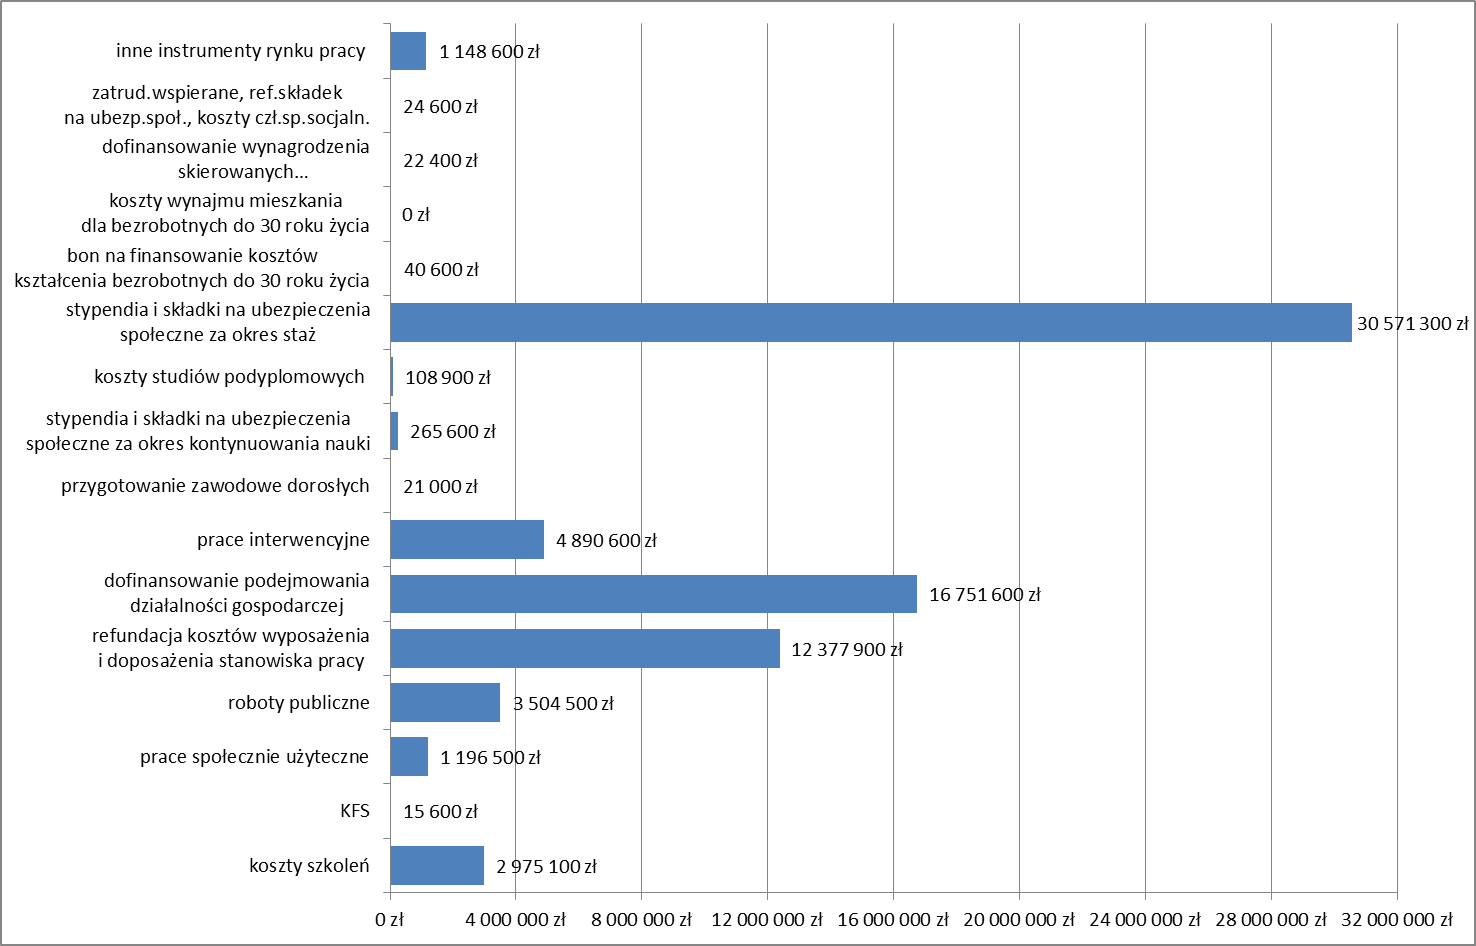 inne instrumenty rynku pracy
1 148 600 zł
zatrud.wspierane, ref.składek
na ubezp.społ., koszty czł.sp.socjaln.
24 600 zł
dofinansowanie wynagrodzenia
skierowanych...
22 400 zł
koszty wynajmu mieszkania
dla bezrobotnych do 30 roku życia
0 zł
bon na finansowanie kosztów
kształcenia bezrobotnych do 30 roku życia
40 600 zł
stypendia i składki na ubezpieczenia
społeczne za okres staż
30 571 300 zł
koszty studiów podyplomowych
108 900 zł
stypendia i składki na ubezpieczenia
społeczne za okres kontynuowania nauki
265 600 zł
przygotowanie zawodowe dorosłych
21 000 zł
prace interwencyjne
4 890 600 zł
dofinansowanie podejmowania
działalności gospodarczej
16 751 600 zł
refundacja kosztów wyposażenia
i doposażenia stanowiska pracy
12 377 900 zł
roboty publiczne
3 504 500 zł
prace społecznie użyteczne
1 196 500 zł
KFS
15 600 zł
koszty szkoleń
2 975 100 zł
0 zł 4 000 000 zł 8 000 000 zł 12 000 000 zł 16 000 000 zł 20 000 000 zł 24 000 000 zł 28 000 000 zł 32 000 000 zł